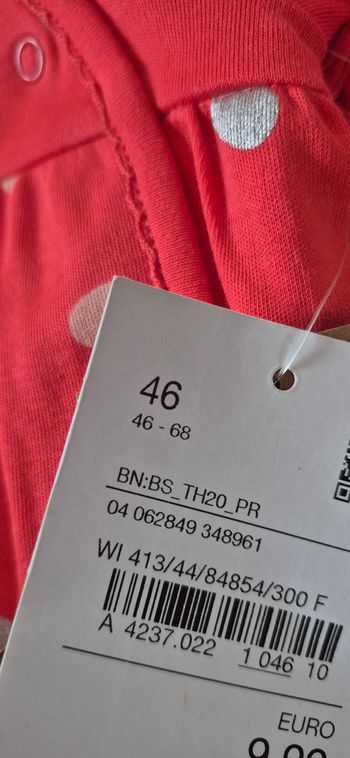 46
46 - 68
BN:BS_TH20_PR
04 062849 348961
WI 413/44/84854/300 F
A 4237.022 1 046 10
EURO